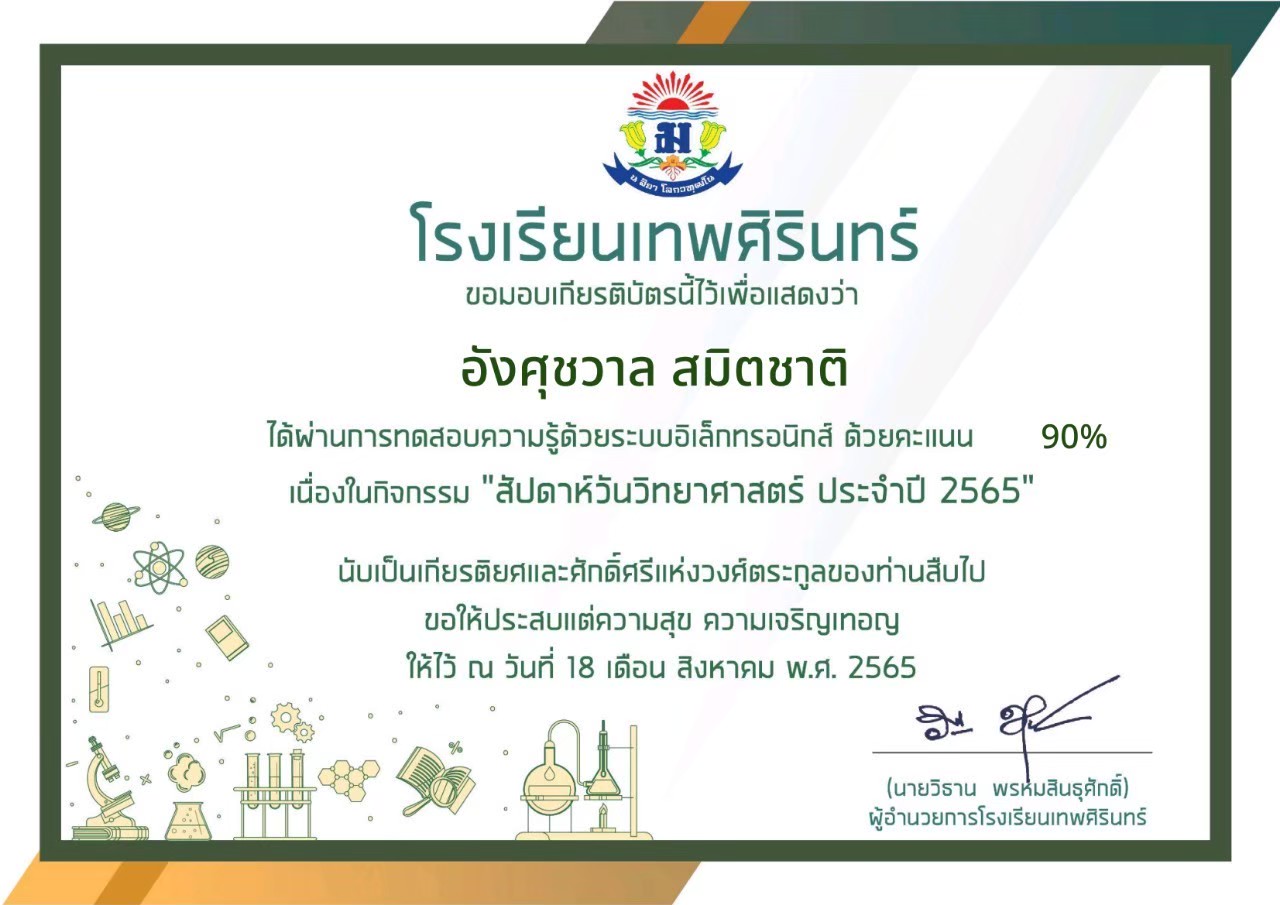 น สิยา โลกวฑฺฒโน
ม
โรงเรียนเทพศิรินทร์
ขอมอบเกียรติบัตรนี้ไว้เพื่อแสดงว่า
อังศุชวาล สมิตชาติ
ได้ผ่านการทดสอบความรู้ด้วยระบบอิเล็กทรอนิกส์ ด้วยคะแนน 90%
เนื่องในกิจกรรม "สัปดาห์วันวิทยาศาสตร์ ประจำปี 2565"
นับเป็นเกียรติยศและศักดิ์ศรีแห่งวงศ์ตระกูลของท่านสืบไป
ขอให้ประสบแต่ความสุข ความเจริญเทอญ
ให้ไว้ ณ วันที่ 18 เดือน สิงหาคม พ.ศ. 2565
(นายวิธาน พรหมสินธุศักดิ์)
ผู้อำนวยการโรงเรียนเทพศิรินทร์